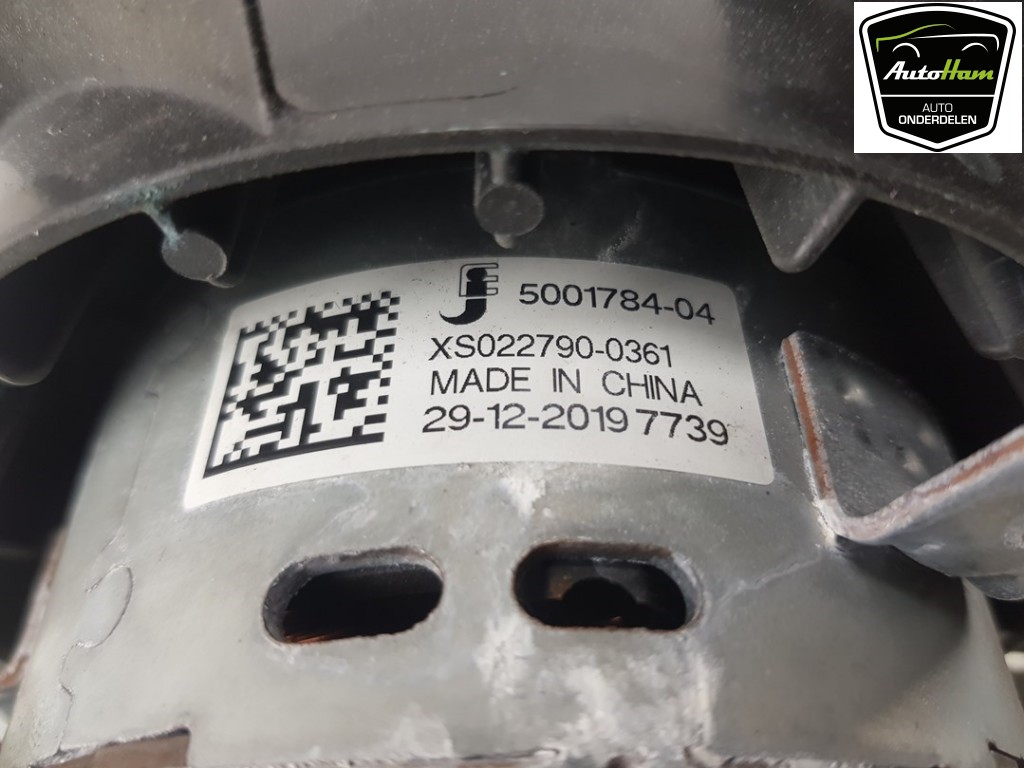 AutoHam
AUTO
ONDERDELEN
5001784-04
XS022790-0361
MADE IN CHINA
29-12-2019 7739